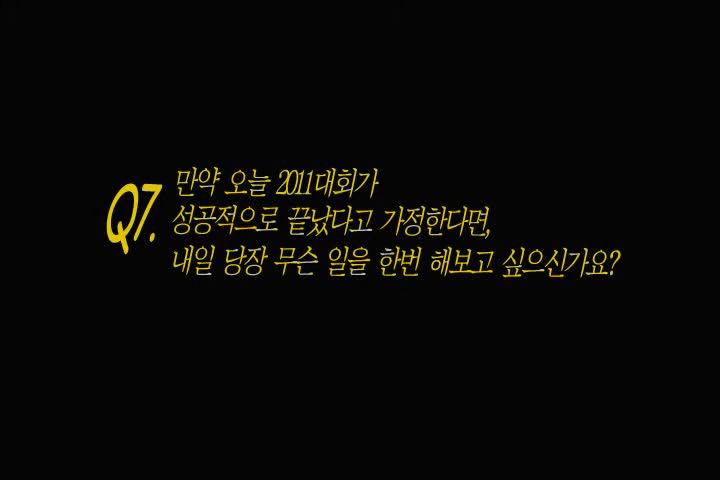 Q7. 만약 오늘 2011대회가
성공적으로 끝났다고 가정한다면,
내일 당장 무슨 일을 한번 해보고 싶으신가요?